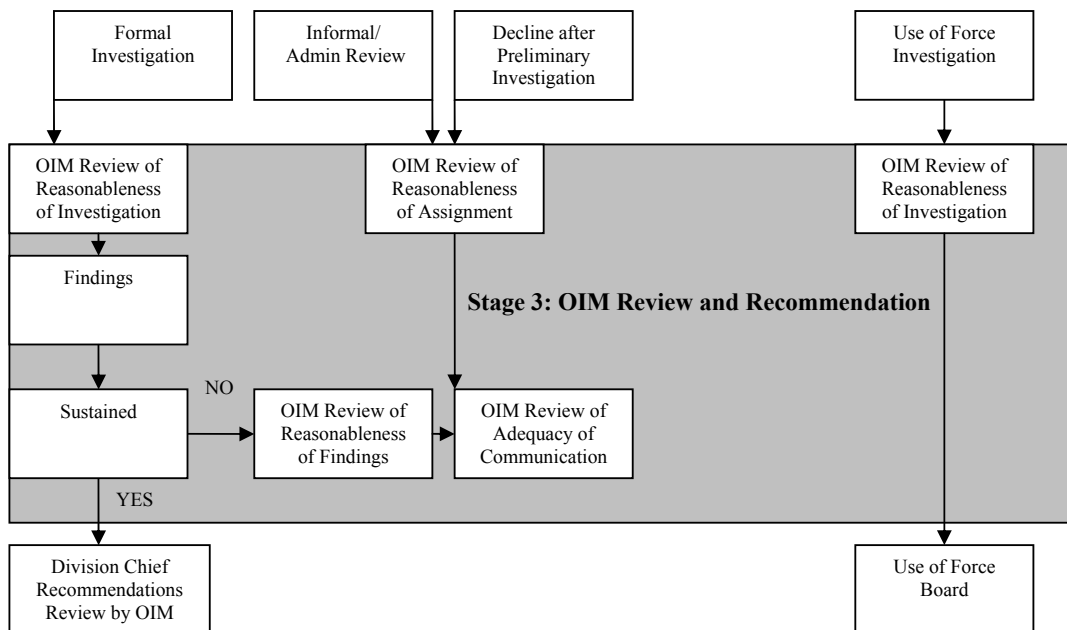 Formal
Investigation
Informal/
Admin Review
Decline after
Preliminary
Investigation
Use of Force
Investigation
OIM Review of
Reasonableness
of Investigation
OIM Review of
Reasonableness
of Assignment
OIM Review of
Reasonableness
of Investigation
Findings
Stage 3: OIM Review and Recommendation
Sustained
NO
OIM Review of
Reasonableness
of Findings
OIM Review of
Adequacy of
Communication
YES
Division Chief
Recommendations
Review by OIM
Use of Force
Board